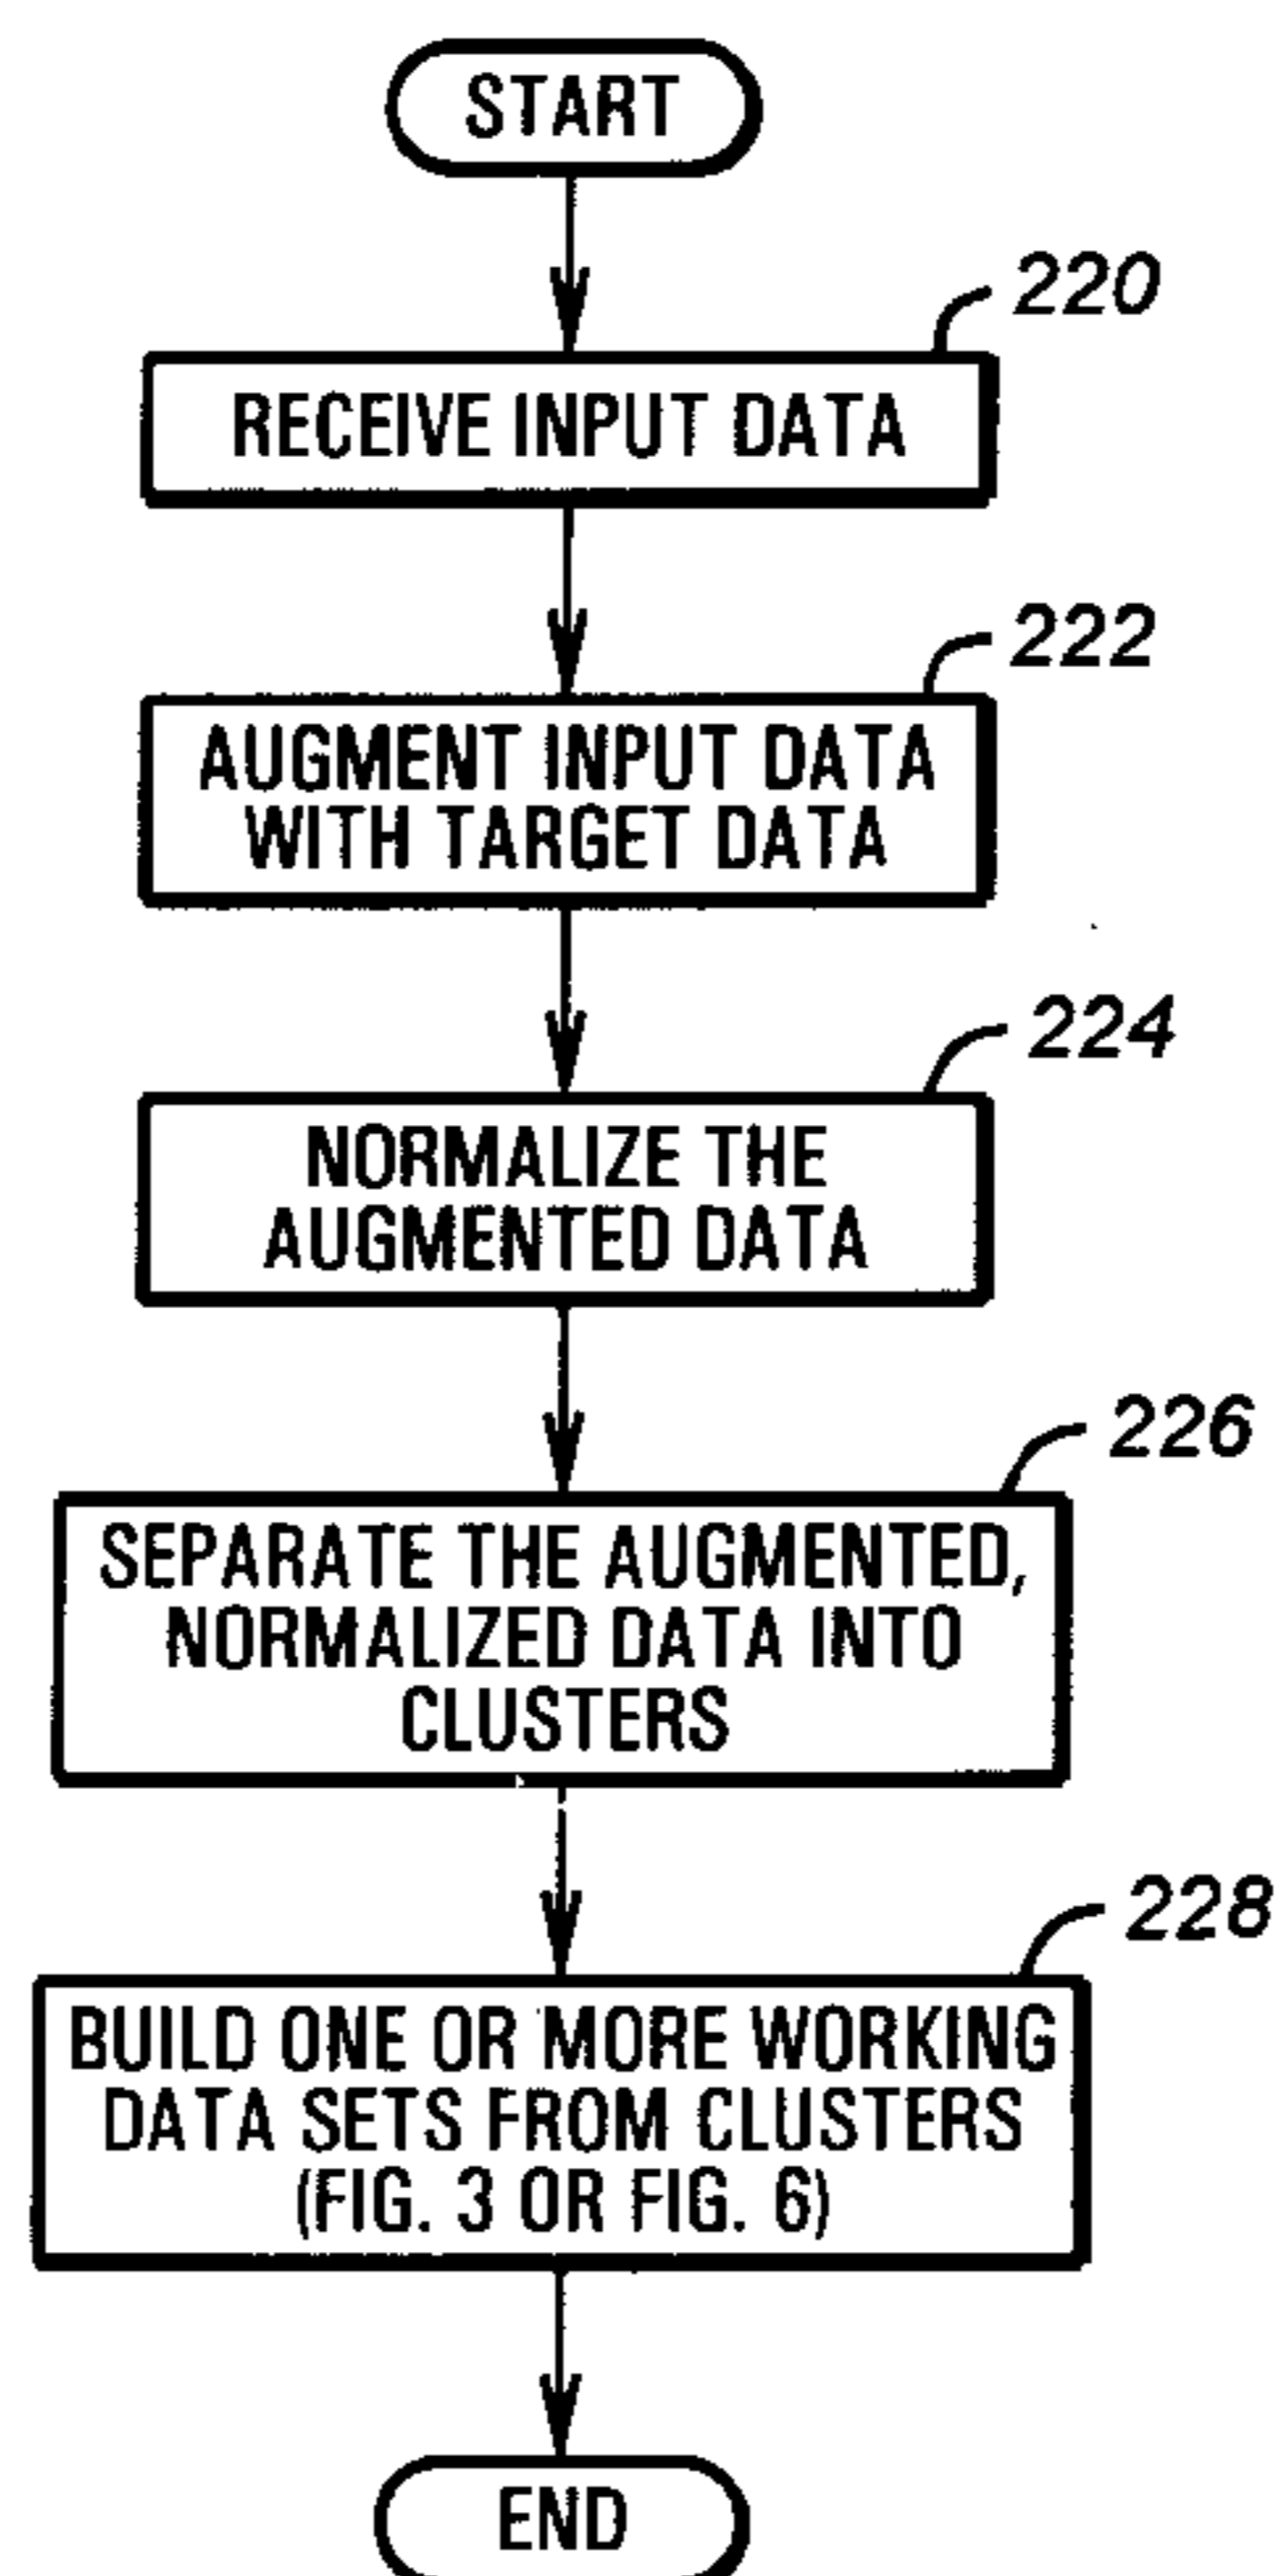 START
220
RECEIVE INPUT DATA
222
AUGMENT INPUT DATA
WITH TARGET DATA
224
NORMALIZE THE
AUGMENTED DATA
226
SEPARATE THE AUGMENTED,
NORMALIZED DATA INTO
CLUSTERS
228
BUILD ONE OR MORE WORKING
DATA SETS FROM CLUSTERS
(FIG. 3 OR FIG. 6)
END